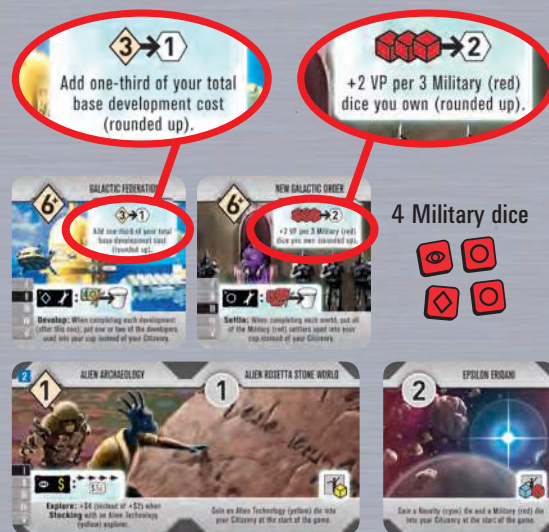 3 → 1
Add one-third of your total
base development cost
(rounded up).
→ 2
+2 VP per 3 Military (red)
dice you own (rounded up).
6+
GALACTIC FEDERATION
3 → 1
Add one-third of your total
base development cost
(rounded up).
Develop: When completing each development
(after this one), put one or two of the developers
used into your cup instead of your Citizenry.
6+
NEW GALACTIC ORDER
→ 2
+2 VP per 3 Military (red)
dice you own (rounded up).
Settle: When completing each world, put all
of the Military (red) settlers used into your
cup instead of your Citizenry.
4 Military dice
2
1
ALIEN ARCHAEOLOGY
$
Explore: +$4 (instead of +$2) when
Stocking with an Alien Technology
(yellow) explorer.
1
ALIEN ROSETTA STONE WORLD
Gain an Alien Technology (yellow) die into
your Citizenry at the start of the game.
2
EPSILON ERIDANI
Gain a Novelty (cyan) die and a Military (red) die
into your Citizenry at the start of the game.